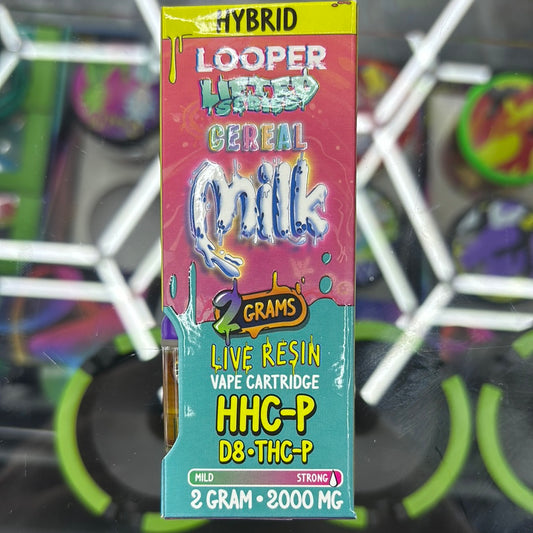 HYBRID
LOOPER
CEREAL
Milk
2 GRAMS
LIVE RESIN
VAPE CARTRIDGE
HHC-P
D8•THC-P
MILD STRONG
2 GRAM • 2000 MG